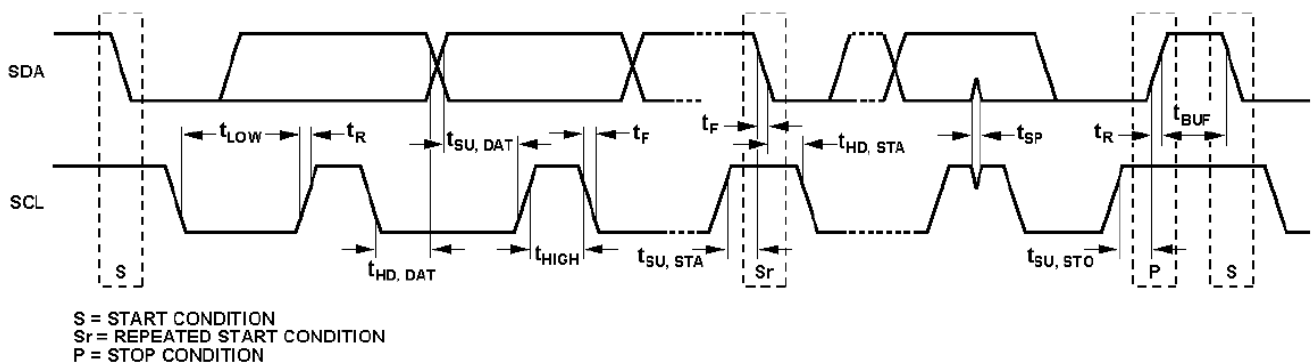 SDA
t_LOW
t_R
t_SU, DAT
t_F
t_F
t_HD, STA
t_SP
t_R
t_BUF
SCL
S
t_HD, DAT
t_HIGH
t_SU, STA
Sr
t_SU, STO
P
S
S = START CONDITION
Sr = REPEATED START CONDITION
P = STOP CONDITION